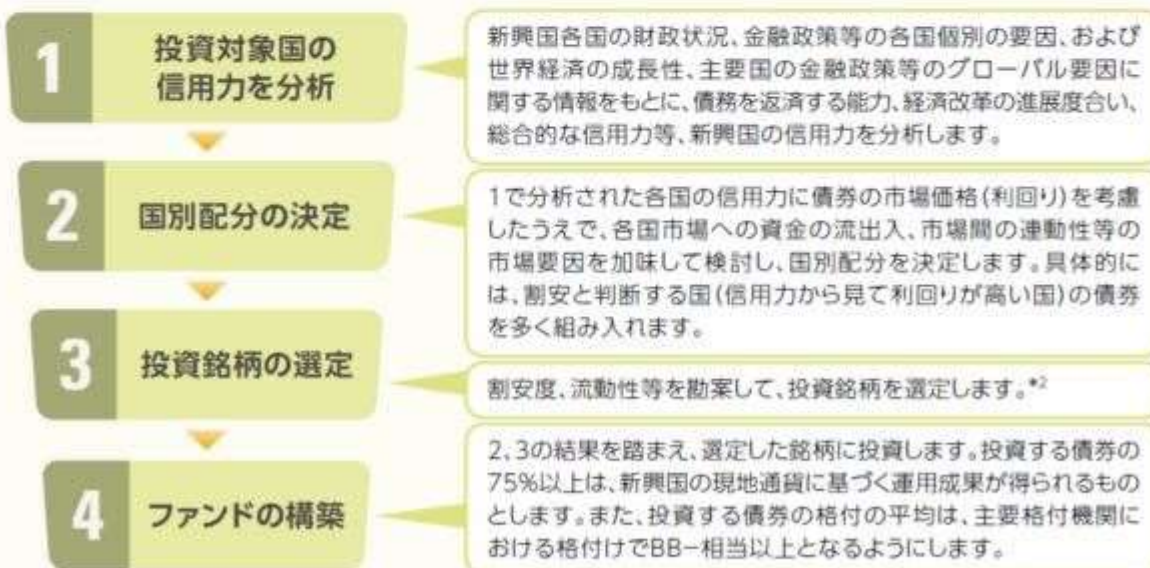 1
投資対象国の
信用力を分析
新興国各国の財政状況、金融政策等の各国個別の要因、および
世界経済の成長性、主要国の金融政策等のグローバル要因に
関する情報をもとに、債務を返済する能力、経済改革の進展度合い、
総合的な信用力等、新興国の信用力を分析します。
2
国別配分の決定
1で分析された各国の信用力に債券の市場価格(利回り)を考慮
したうえで、各国市場への資金の流出入、市場間の連動性等の
市場要因を加味して検討し、国別配分を決定します。具体的に
は、割安と判断する国(信用力から見て利回りが高い国)の債券
を多く組み入れます。
3
投資銘柄の選定
割安度、流動性等を勘案して、投資銘柄を選定します。*2
4
ファンドの構築
2、3の結果を踏まえ、選定した銘柄に投資します。投資する債券の
75%以上は、新興国の現地通貨に基づく運用成果が得られるもの
とします。また、投資する債券の格付の平均は、主要格付機関に
おける格付けでBB-相当以上となるようにします。